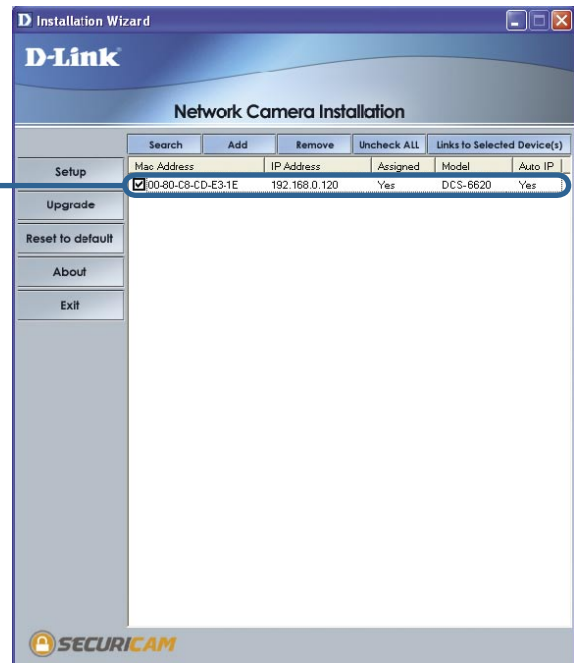 D Installation Wizard
D-Link
Network Camera Installation
Search Add Remove Uncheck ALL Links to Selected Device(s)
Mac Address IP Address Assigned Model Auto IP
00-80-C8-CD-E3-1E 192.168.0.120 Yes DCS-6620 Yes
Setup
Upgrade
Reset to default
About
Exit
SECURICAM